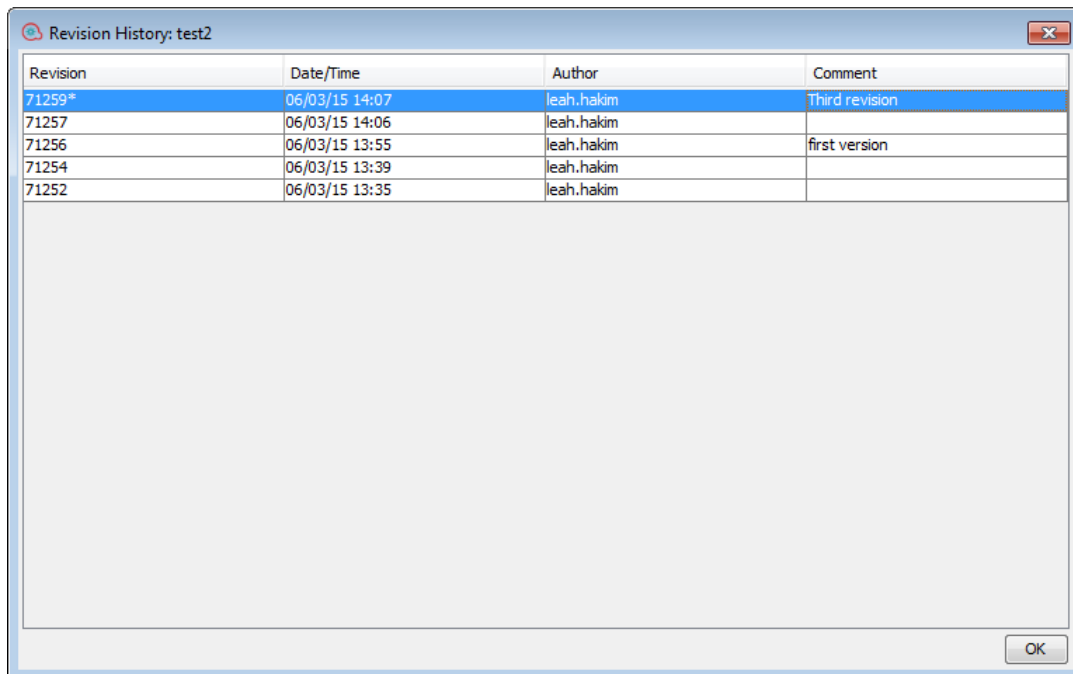 Revision History: test2
Revision Date/Time Author Comment
71259* 06/03/15 14:07 leah.hakim Third revision
71257 06/03/15 14:06 leah.hakim
71256 06/03/15 13:55 leah.hakim first version
71254 06/03/15 13:39 leah.hakim
71252 06/03/15 13:35 leah.hakim
OK